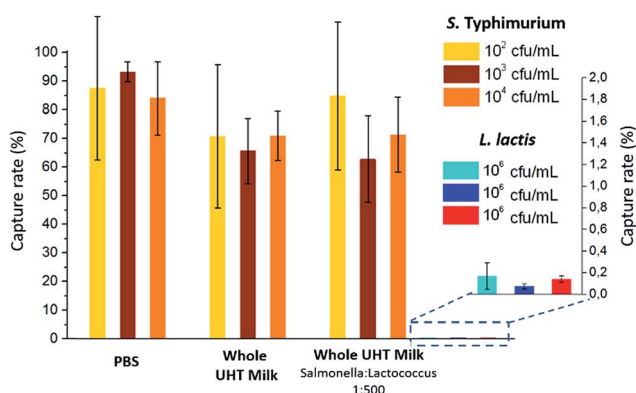 Capture rate (%)
100
90
80
70
60
50
40
30
20
10
0
PBS
Whole
UHT Milk
Whole UHT Milk
Salmonella:Lactococcus
1:500
S. Typhimurium
10² cfu/mL
10³ cfu/mL
10⁴ cfu/mL
L. lactis
10⁶ cfu/mL
10⁶ cfu/mL
10⁶ cfu/mL
2,0
1,8
1,6
1,4
1,2
1,0
0,8
0,6
0,4
0,2
0,0
Capture rate (%)